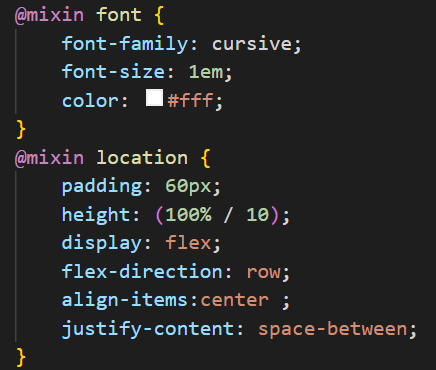 @mixin font {
    font-family: cursive;
    font-size: 1em;
    color: #fff;
}
@mixin location {
    padding: 60px;
    height: (100% / 10);
    display: flex;
    flex-direction: row;
    align-items:center ;
    justify-content: space-between;
}